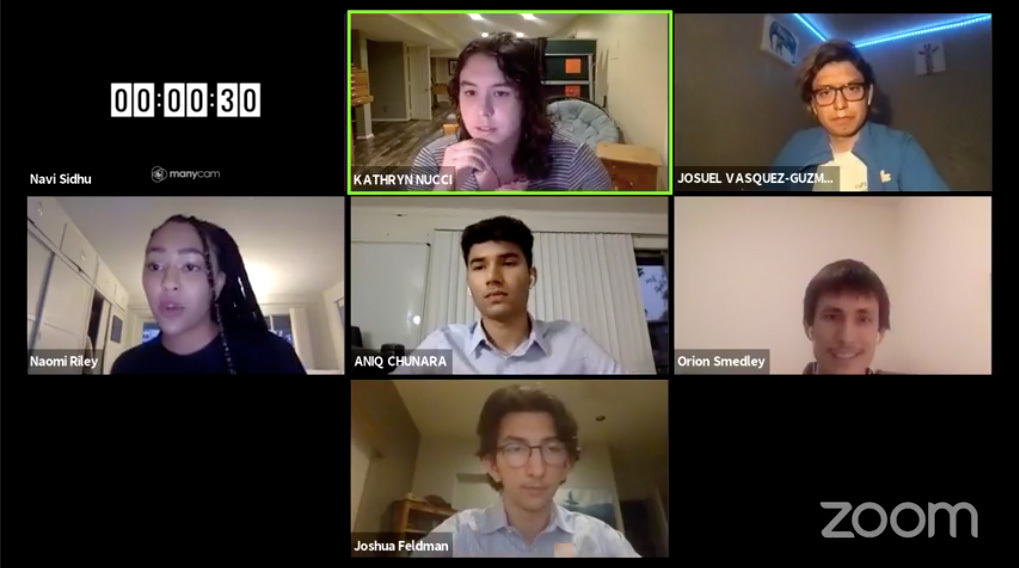 00:00:30
manycam
Navi Sidhu
KATHRYN NUCCI
JOSUEL VASQUEZ-GUZM...
Naomi Riley
ANIQ CHUNARA
Orion Smedley
Joshua Feldman
zoom